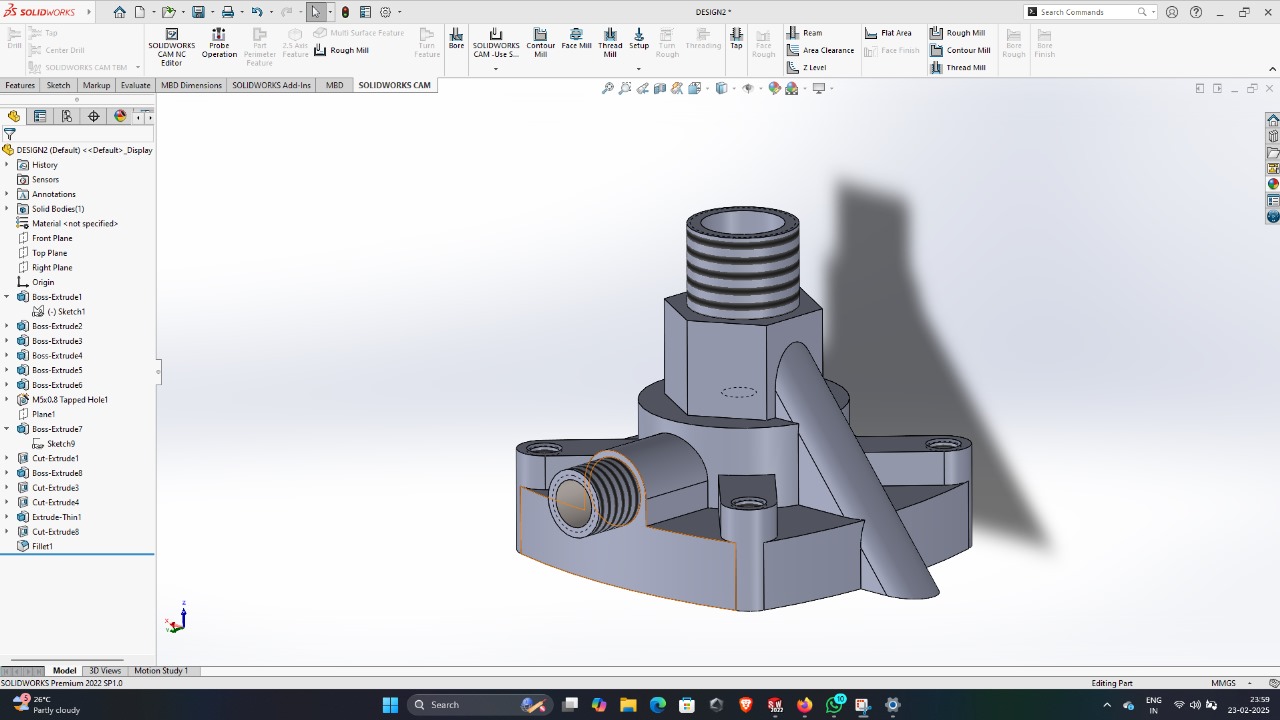 SOLIDWORKS
DESIGN2 *
Search Commands
Drill
Tap
Center Drill
SOLIDWORKS CAM TBM
SOLIDWORKS
CAM NC
Editor
Probe
Operation
Perimeter
Feature
2.5 Axis
Feature
Multi Surface Feature
Rough Mill
Turn
Feature
Bore
SOLIDWORKS
CAM -Use S...
Contour
Mill
Face Mill
Thread
Mill
Setup
Turn
Rough
Threading
Tap
Face
Rough
Ream
Area Clearance
Z Level
Flat Area
Face Finish
Rough Mill
Contour Mill
Thread Mill
Bore
Rough
Bore
Finish
Features
Sketch
Markup
Evaluate
MBD Dimensions
SOLIDWORKS Add-Ins
MBD
SOLIDWORKS CAM
DESIGN2 (Default) <<Default>_Display
History
Sensors
Annotations
Solid Bodies(1)
Material <not specified>
Front Plane
Top Plane
Right Plane
Origin
Boss-Extrude1
(-) Sketch1
Boss-Extrude2
Boss-Extrude3
Boss-Extrude4
Boss-Extrude5
Boss-Extrude6
M5x0.8 Tapped Hole1
Plane1
Boss-Extrude7
Sketch9
Cut-Extrude1
Boss-Extrude8
Cut-Extrude3
Cut-Extrude4
Extrude-Thin1
Cut-Extrude8
Fillet1
Z
X
Y
Model
3D Views
Motion Study 1
SOLIDWORKS Premium 2022 SP1.0
Editing Part
MMGS
5
26°C
Partly cloudy
Search
10
ENG
IN
23:59
23-02-2025